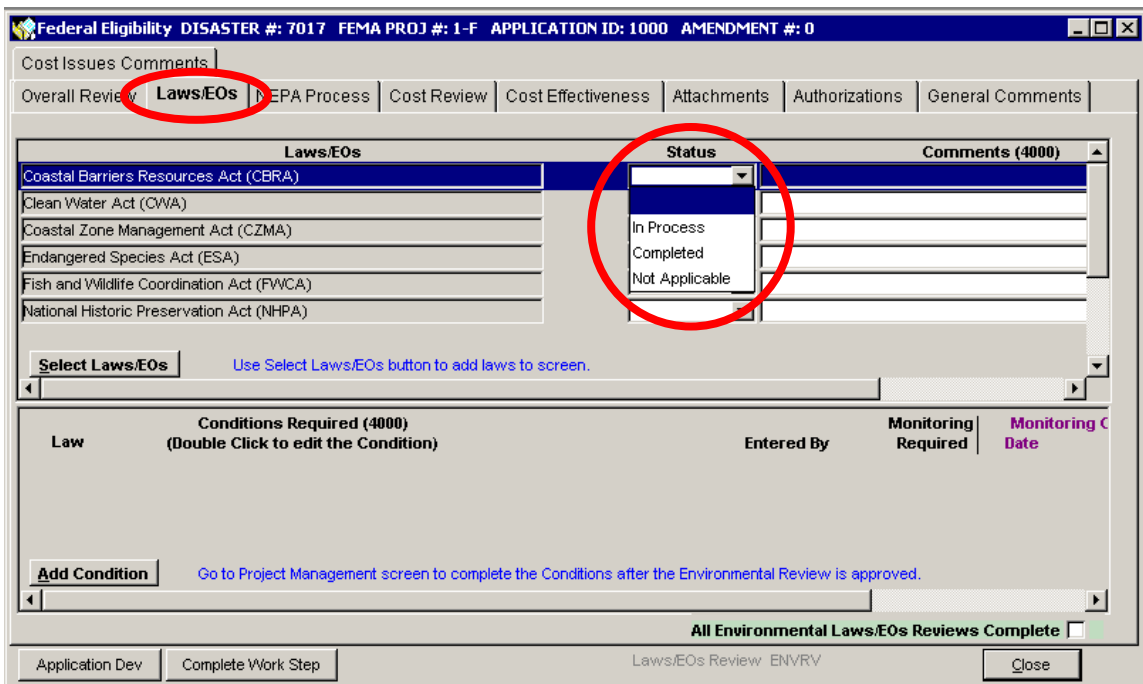 Federal Eligibility DISASTER #: 7017 FEMA PROJ #: 1-F APPLICATION ID: 1000 AMENDMENT #: 0
Cost Issues Comments
Overall Review Laws/EOs NEPA Process Cost Review Cost Effectiveness Attachments Authorizations General Comments
Laws/EOs Status Comments (4000)
Coastal Barriers Resources Act (CBRA)
Clean Water Act (CWA)
Coastal Zone Management Act (CZMA) In Process
Endangered Species Act (ESA) Completed
Fish and Wildlife Coordination Act (FWCA) Not Applicable
National Historic Preservation Act (NHPA)
Select Laws/EOs Use Select Laws/EOs button to add laws to screen.
Law Conditions Required (4000) Entered By Monitoring Monitoring C
(Double Click to edit the Condition) Required Date
Add Condition Go to Project Management screen to complete the Conditions after the Environmental Review is approved.
All Environmental Laws/EOs Reviews Complete
Application Dev Complete Work Step Laws/EOs Review ENVRV Close